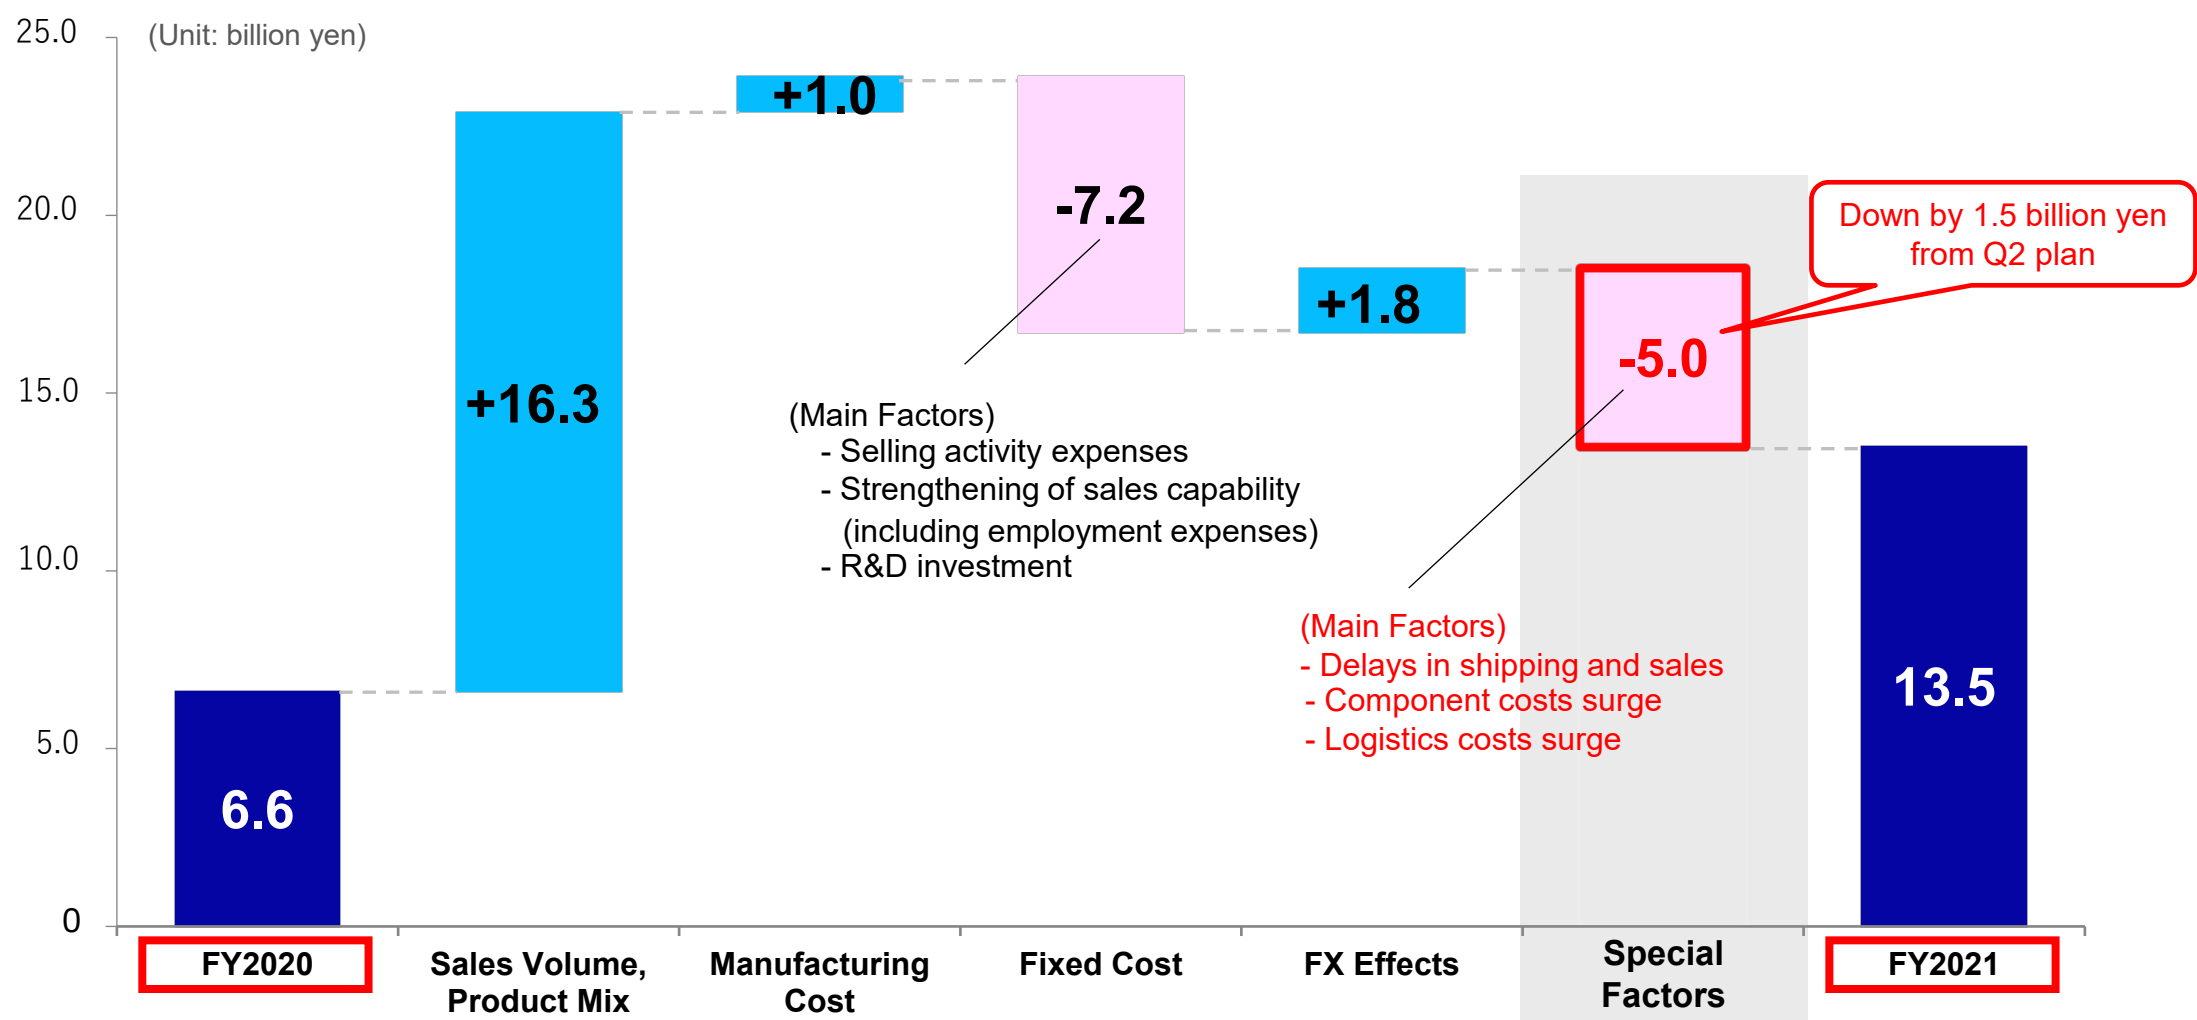 (Unit: billion yen)
25.0
20.0
15.0
10.0
5.0
0
6.6
+16.3
+1.0
-7.2
+1.8
-5.0
13.5
Down by 1.5 billion yen
from Q2 plan
(Main Factors)
- Selling activity expenses
- Strengthening of sales capability
(including employment expenses)
- R&D investment
(Main Factors)
- Delays in shipping and sales
- Component costs surge
- Logistics costs surge
FY2020
Sales Volume,
Product Mix
Manufacturing
Cost
Fixed Cost
FX Effects
Special
Factors
FY2021